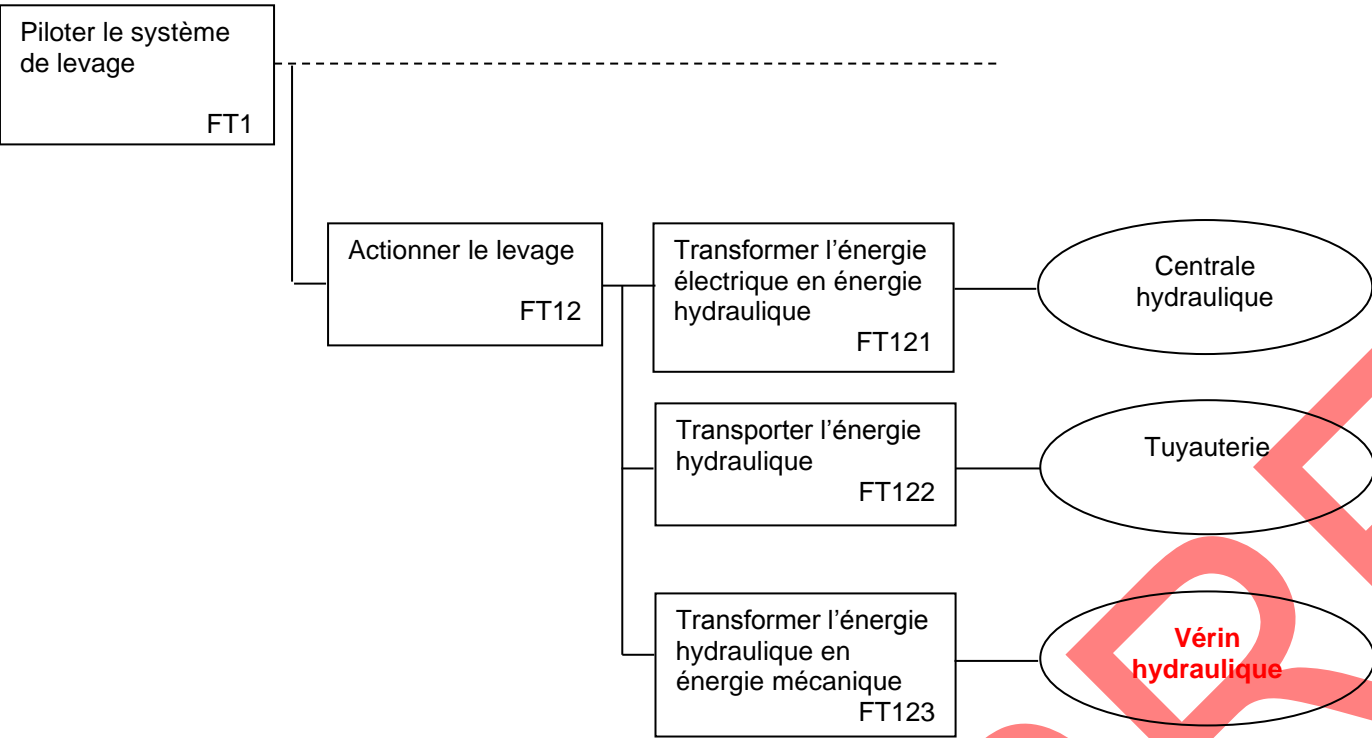 Piloter le système
de levage
FT1
Actionner le levage
FT12
Transformer l’énergie
électrique en énergie
hydraulique
FT121
Centrale
hydraulique
Transporter l’énergie
hydraulique
FT122
Tuyauterie
Transformer l’énergie
hydraulique en
énergie mécanique
FT123
Vérin
hydraulique